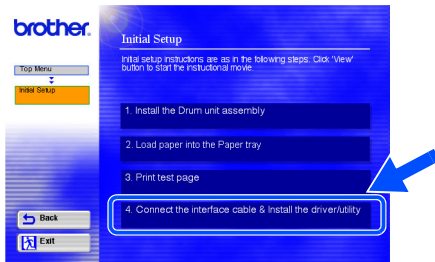 brother.
Initial Setup
Initial setup instructions are as in the following steps. Click 'View'
button to start the instructional movie.
Top Menu
Initial Setup
1. Install the Drum unit assembly
2. Load paper into the Paper tray
3. Print test page
4. Connect the interface cable & Install the driver/utility
Back
Exit